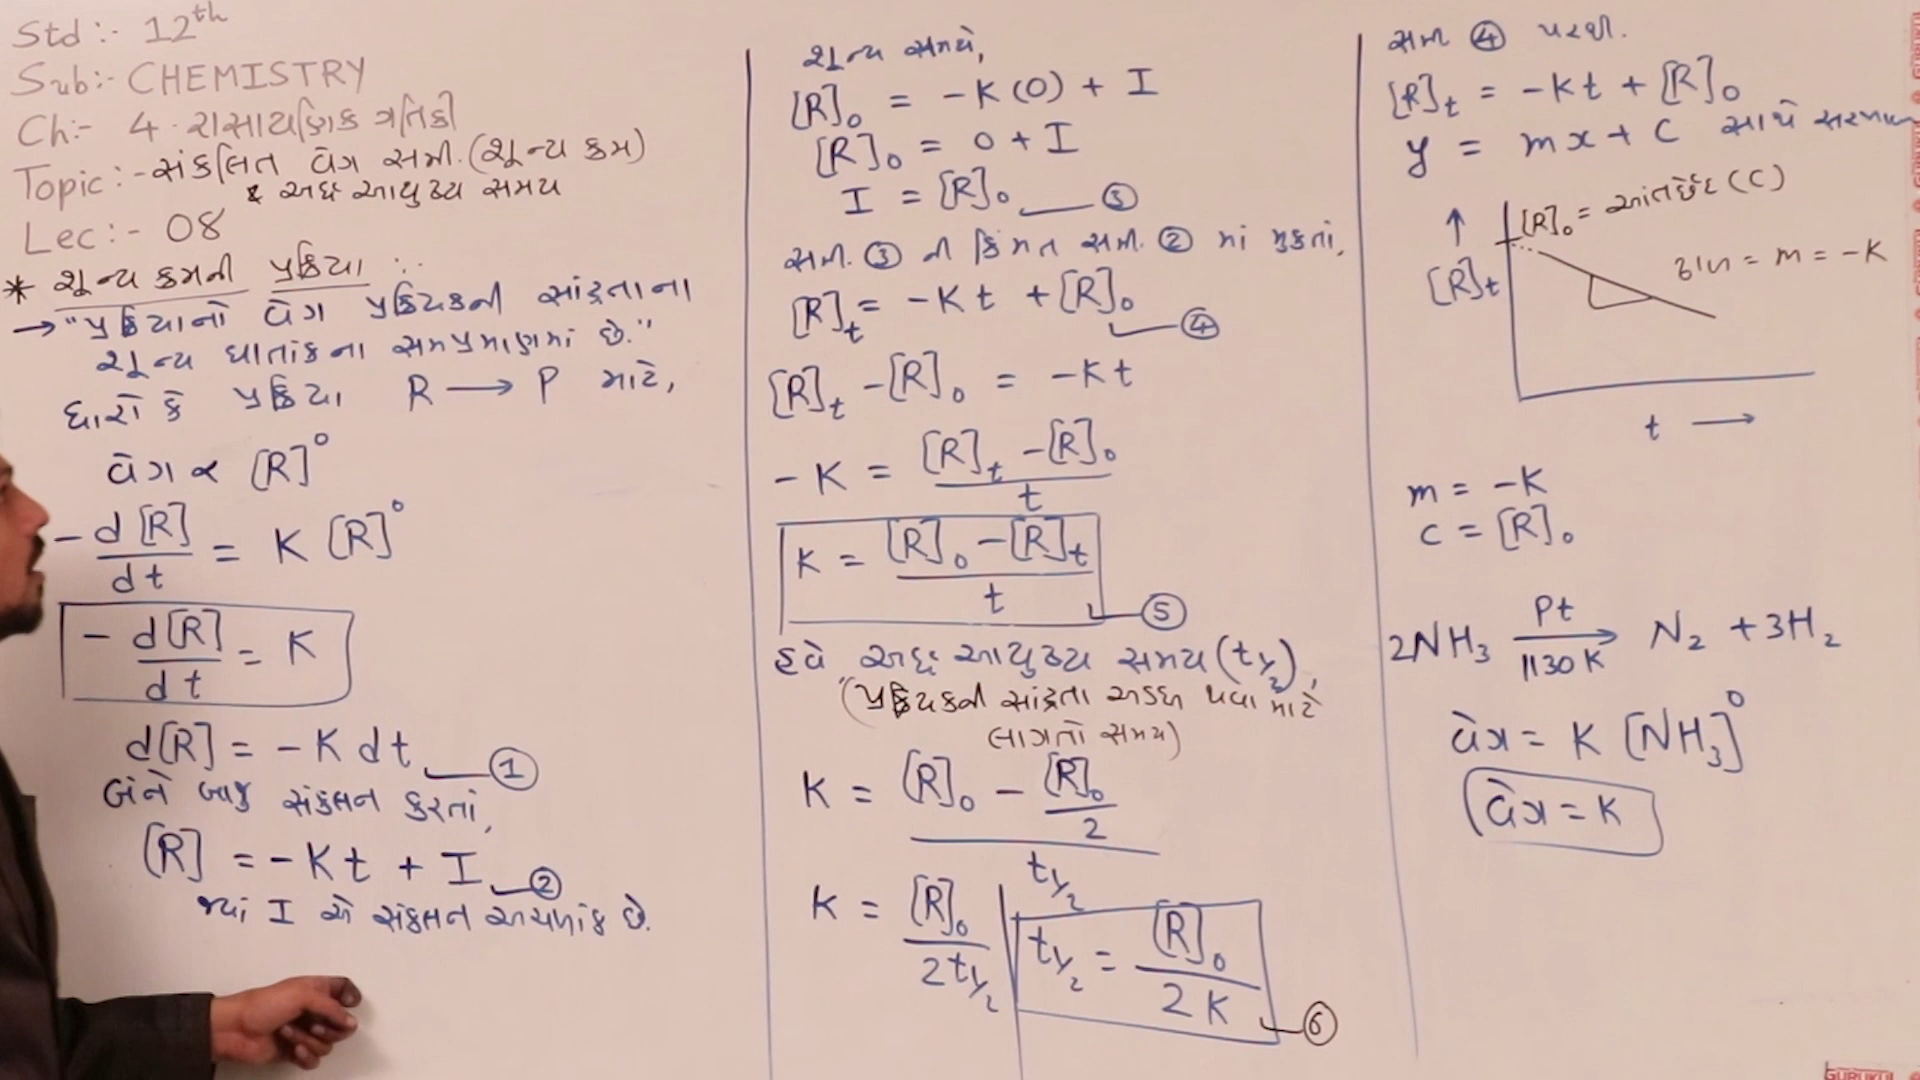 Std :- 12th
Sub:- CHEMISTRY
Ch:- 4. રાસાયણિક ગતિકી
Topic :- સંકલિત વેગ સમી. (શૂન્ય ક્રમ)
& અર્ધ આયુષ્ય સમય
Lec:- 08
* શૂન્ય ક્રમની પ્રક્રિયા :-
→ "પ્રક્રિયાનો વેગ પ્રક્રિયકની સાંદ્રતાના
શૂન્ય ઘાતાંકના સમપ્રમાણમાં છે."
ધારો કે પ્રક્રિયા R ⟶ P માટે,
વેગ ∝ [R]⁰
- d[R]/dt = K [R]⁰
- d[R]/dt = K
d[R] = -K dt — ①
બંને બાજુ સંકલન કરતાં,
[R] = -Kt + I — ②
જ્યાં I એ સંકલન અચળાંક છે.
શૂન્ય સમયે,
[R]₀ = -K(0) + I
[R]₀ = 0 + I
I = [R]₀ — ③
સમી. ③ ની કિંમત સમી. ② માં મુકતાં,
[R]t = -Kt + [R]₀ — ④
[R]t - [R]₀ = -Kt
-K = [R]t - [R]₀ / t
K = [R]₀ - [R]t / t — ⑤
હવે અર્ધ આયુષ્ય સમય (t½),
(પ્રક્રિયકની સાંદ્રતા અડધી થવા માટે
લાગતો સમય)
K = [R]₀ - [R]₀/2 / t½
K = [R]₀ / 2t½
t½ = [R]₀ / 2K — ⑥
સમી ④ પરથી.
[R]t = -Kt + [R]₀
y = mx + C સાથે
[R]₀ = આંતછેદ (C)
ઢાળ = m = -K
↑ [R]t
t ⟶
m = -K
C = [R]₀
2NH₃ Pt ⟶ 1130 K N₂ + 3H₂
વેગ = K [NH₃]⁰
વેગ = K